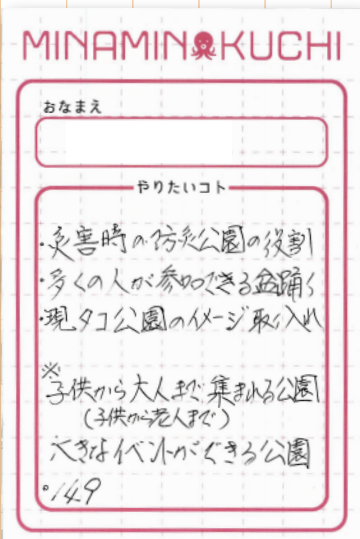 MINAMINOKUCHI
おなまえ
やりたいコト
・災害時の防災公園の役割
・多くの人が参加できる盆踊り
・現タコ公園のイメージ取り入れ
※
子供から大人まで集まれる公園
(子供から老人まで)
大きなイベントができる公園
149